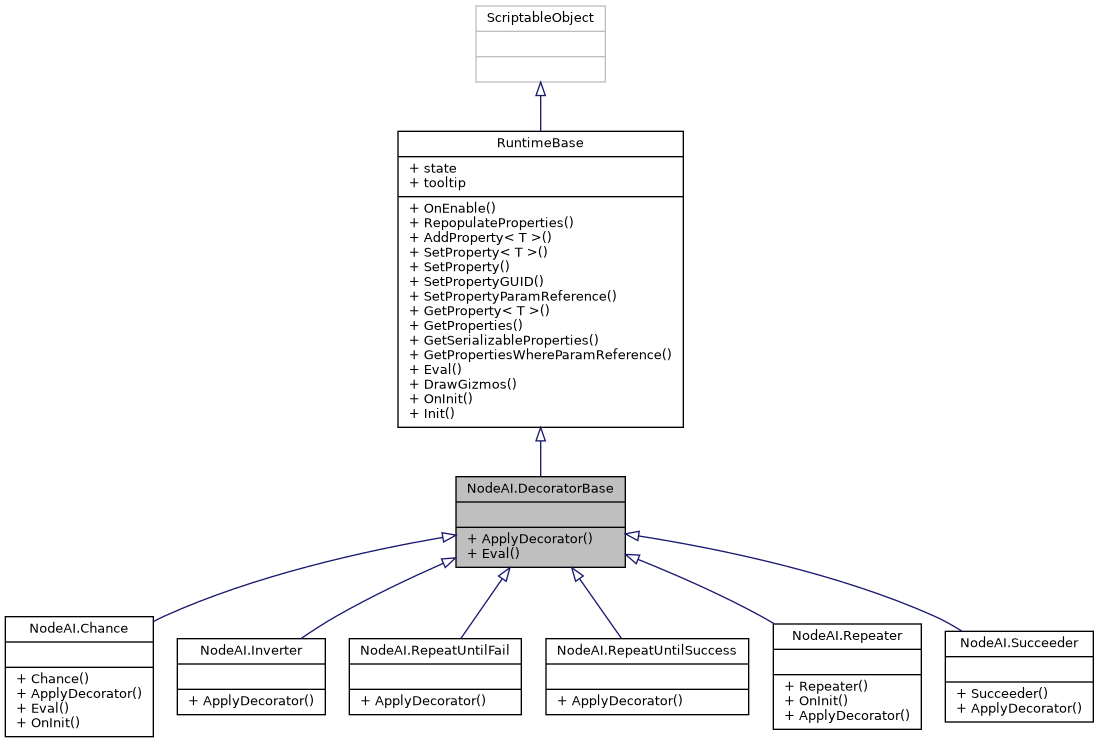 ScriptableObject
RuntimeBase
+ state
+ tooltip
+ OnEnable()
+ RepopulateProperties()
+ AddProperty< T >()
+ SetProperty< T >()
+ SetProperty()
+ SetPropertyGUID()
+ SetPropertyParamReference()
+ GetProperty< T >()
+ GetProperties()
+ GetSerializableProperties()
+ GetPropertiesWhereParamReference()
+ Eval()
+ DrawGizmos()
+ OnInit()
+ Init()
NodeAI.DecoratorBase
+ ApplyDecorator()
+ Eval()
NodeAI.Chance
+ Chance()
+ ApplyDecorator()
+ Eval()
+ OnInit()
NodeAI.Inverter
+ ApplyDecorator()
NodeAI.RepeatUntilFail
+ ApplyDecorator()
NodeAI.RepeatUntilSuccess
+ ApplyDecorator()
NodeAI.Repeater
+ Repeater()
+ OnInit()
+ ApplyDecorator()
NodeAI.Succeeder
+ Succeeder()
+ ApplyDecorator()